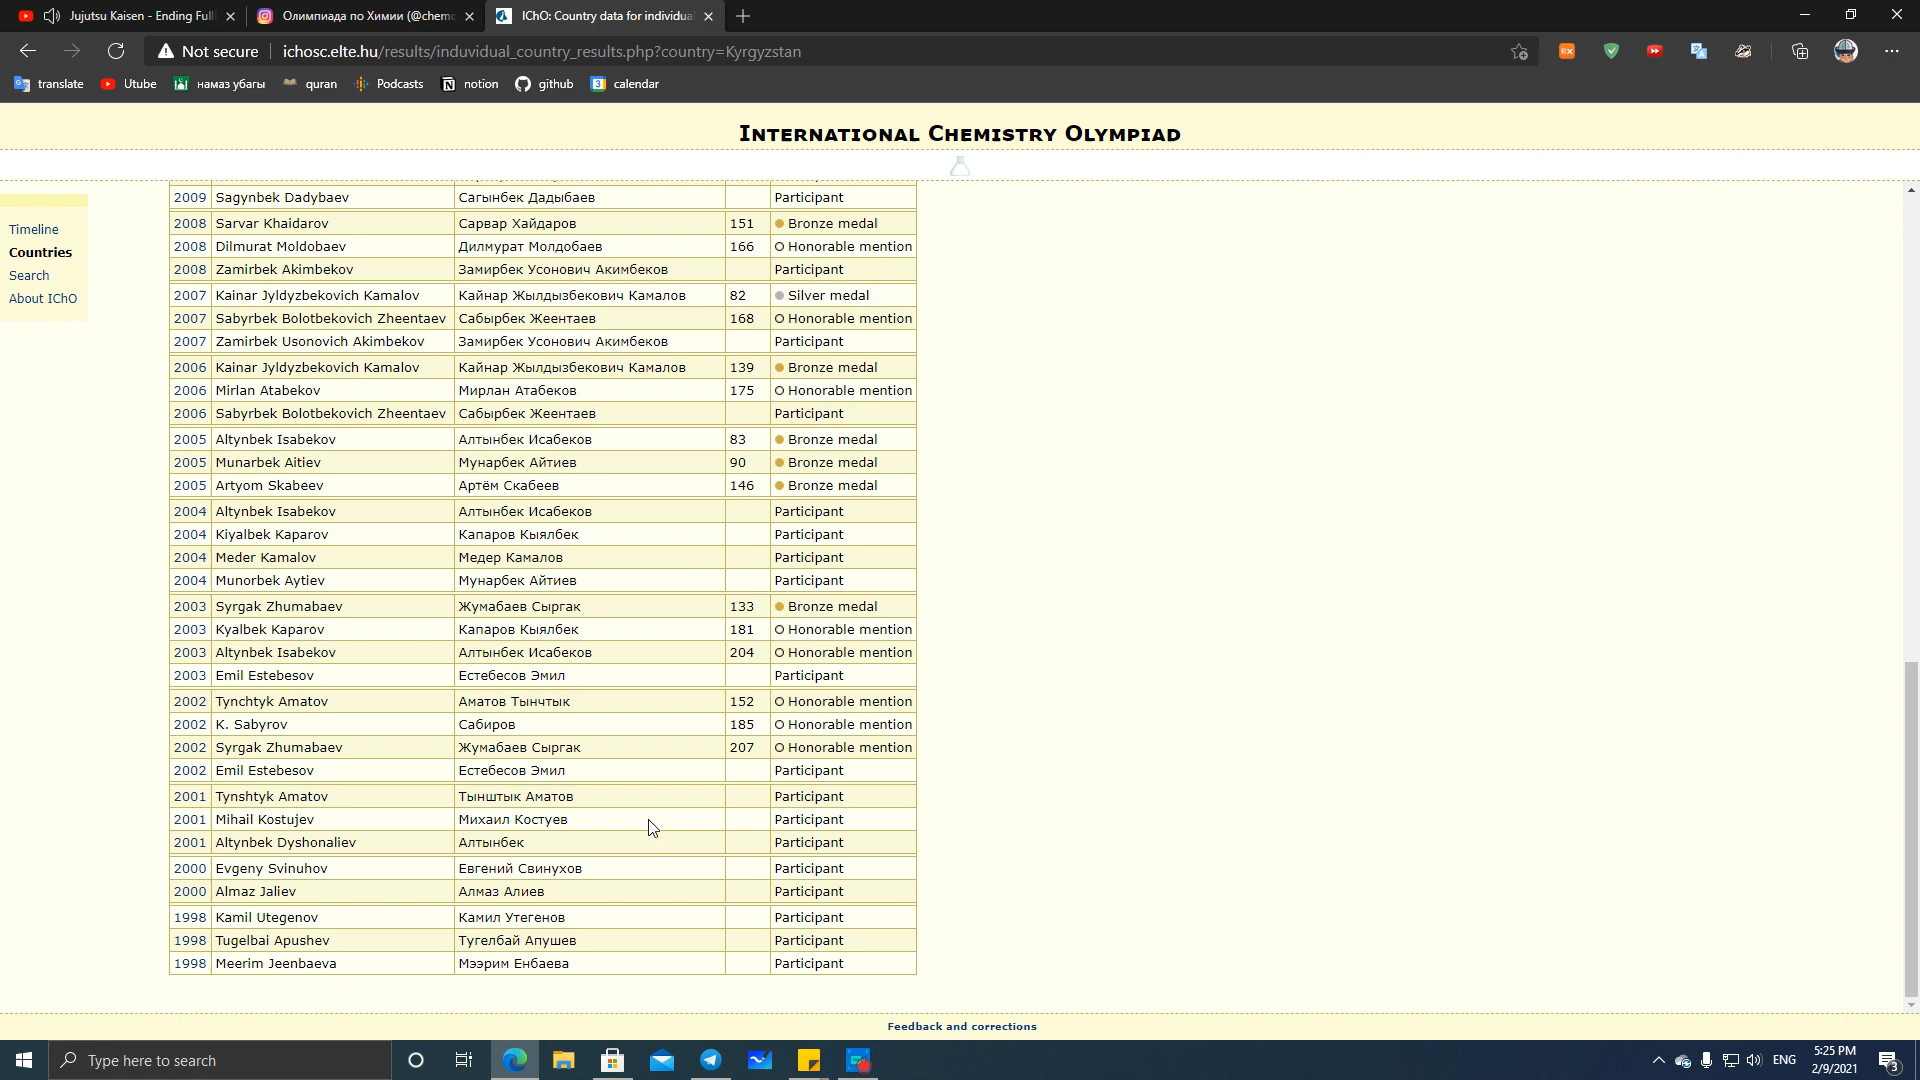 Jujutsu Kaisen - Ending Full
Олимпиада по Химии (@chemo
IChO: Country data for individual
Not secure
ichosc.elte.hu/results/induvidual_country_results.php?country=Kyrgyzstan
translate
Utube
намаз убагы
quran
Podcasts
notion
github
calendar
International Chemistry Olympiad
Timeline
Countries
Search
About IChO
2009 Sagynbek Dadybaev Сагынбек Дадыбаев Participant
2008 Sarvar Khaidarov Сарвар Хайдаров 151 Bronze medal
2008 Dilmurat Moldobaev Дилмурат Молдобаев 166 Honorable mention
2008 Zamirbek Akimbekov Замирбек Усонович Акимбеков Participant
2007 Kainar Jyldyzbekovich Kamalov Кайнар Жылдызбекович Камалов 82 Silver medal
2007 Sabyrbek Bolotbekovich Zheentaev Сабырбек Жеентаев 168 Honorable mention
2007 Zamirbek Usonovich Akimbekov Замирбек Усонович Акимбеков Participant
2006 Kainar Jyldyzbekovich Kamalov Кайнар Жылдызбекович Камалов 139 Bronze medal
2006 Mirlan Atabekov Мирлан Атабеков 175 Honorable mention
2006 Sabyrbek Bolotbekovich Zheentaev Сабырбек Жеентаев Participant
2005 Altynbek Isabekov Алтынбек Исабеков 83 Bronze medal
2005 Munarbek Aitiev Мунарбек Айтиев 90 Bronze medal
2005 Artyom Skabeev Артём Скабеев 146 Bronze medal
2004 Altynbek Isabekov Алтынбек Исабеков Participant
2004 Kiyalbek Kaparov Капаров Кыялбек Participant
2004 Meder Kamalov Медер Камалов Participant
2004 Munorbek Aytiev Мунарбек Айтиев Participant
2003 Syrgak Zhumabaev Жумабаев Сыргак 133 Bronze medal
2003 Kyalbek Kaparov Капаров Кыялбек 181 Honorable mention
2003 Altynbek Isabekov Алтынбек Исабеков 204 Honorable mention
2003 Emil Estebesov Естебесов Эмил Participant
2002 Tynchtyk Amatov Аматов Тынчтык 152 Honorable mention
2002 K. Sabyrov Сабиров 185 Honorable mention
2002 Syrgak Zhumabaev Жумабаев Сыргак 207 Honorable mention
2002 Emil Estebesov Естебесов Эмил Participant
2001 Tynshtyk Amatov Тынштык Аматов Participant
2001 Mihail Kostujev Михаил Костуев Participant
2001 Altynbek Dyshonaliev Алтынбек Participant
2000 Evgeny Svinuhov Евгений Свинухов Participant
2000 Almaz Jaliev Алмаз Алиев Participant
1998 Kamil Utegenov Камил Утегенов Participant
1998 Tugelbai Apushev Тугелбай Апушев Participant
1998 Meerim Jeenbaeva Мээрим Енбаева Participant
Feedback and corrections
Type here to search
ENG
5:25 PM
2/9/2021
3